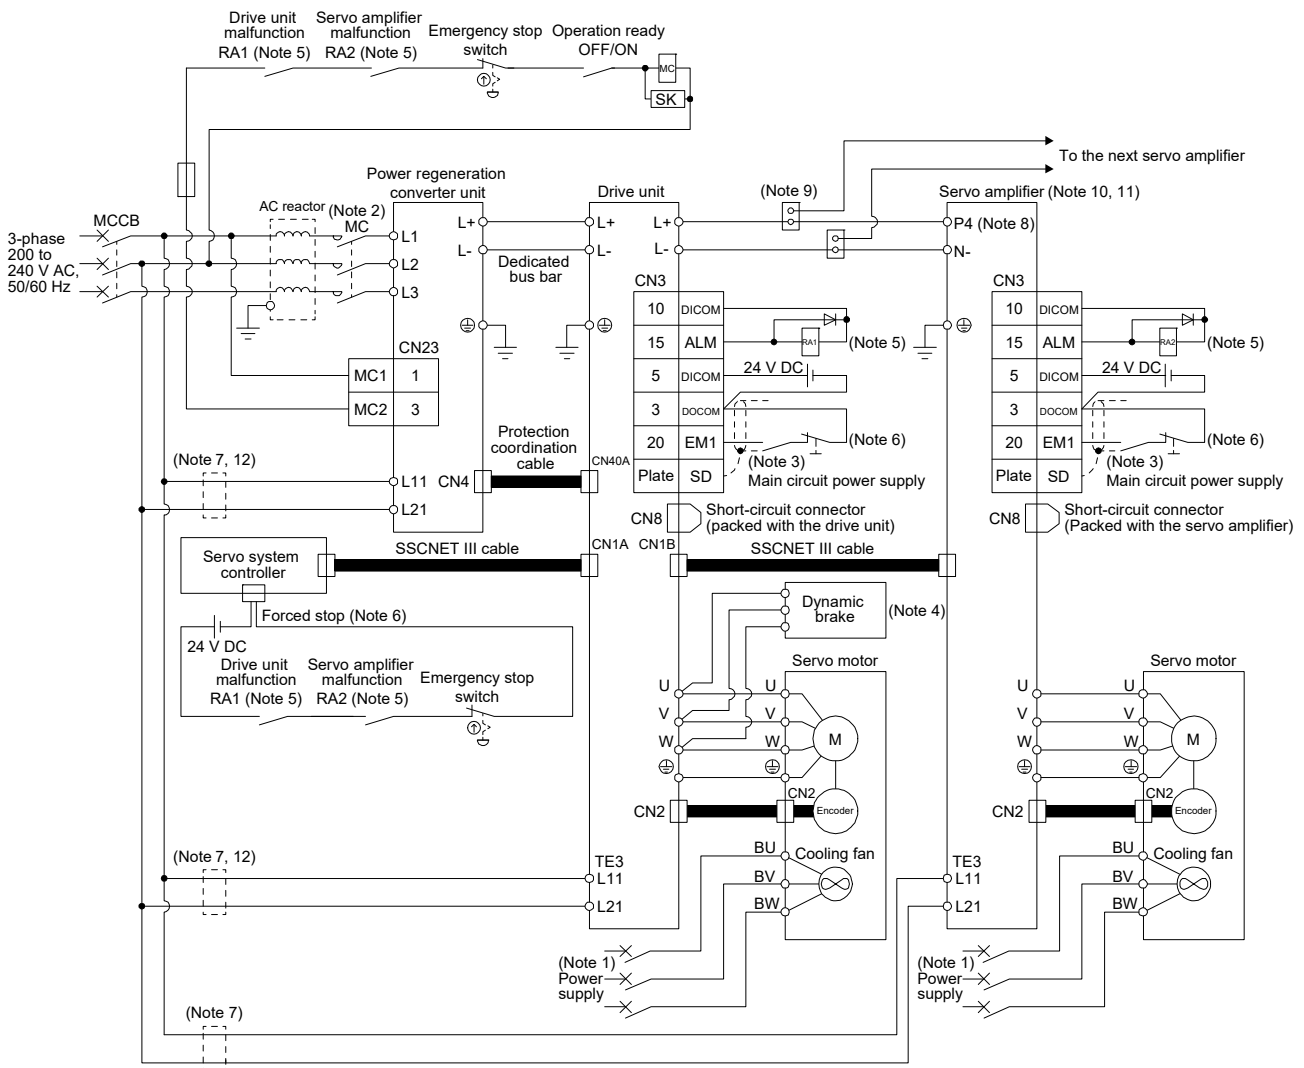 Drive unit
malfunction
RA1 (Note 5)
Servo amplifier
malfunction
RA2 (Note 5)
Emergency stop
switch
Operation ready
OFF/ON
MC
SK
To the next servo amplifier
Power regeneration
converter unit
Drive unit
(Note 9)
Servo amplifier (Note 10, 11)
MCCB
AC reactor
(Note 2)
MC
3-phase
200 to
240 V AC,
50/60 Hz
L1
L2
L3
L+
L-
Dedicated
bus bar
L+
L-
L+
L-
P4 (Note 8)
N-
CN23
MC1
1
MC2
3
CN3
10
DICOM
15
ALM
RA1
(Note 5)
5
DICOM
24 V DC
3
DOCOM
20
EM1
(Note 6)
(Note 3)
Plate
SD
Main circuit power supply
CN3
10
DICOM
15
ALM
RA2
(Note 5)
5
DICOM
24 V DC
3
DOCOM
20
EM1
(Note 6)
(Note 3)
Plate
SD
Main circuit power supply
Protection
coordination
cable
(Note 7, 12)
L11
L21
CN4
CN40A
CN8
Short-circuit connector
(packed with the drive unit)
CN8
Short-circuit connector
(Packed with the servo amplifier)
Servo system
controller
SSCNET III cable
CN1A
CN1B
SSCNET III cable
Forced stop (Note 6)
24 V DC
Drive unit
malfunction
RA1 (Note 5)
Servo amplifier
malfunction
RA2 (Note 5)
Emergency stop
switch
Dynamic
brake
(Note 4)
Servo motor
U
U
V
V
W
W
M
CN2
CN2
Encoder
Servo motor
U
U
V
V
W
W
M
CN2
CN2
Encoder
(Note 7, 12)
TE3
L11
L21
BU
Cooling fan
BV
BW
TE3
L11
L21
BU
Cooling fan
BV
BW
(Note 1)
Power
supply
(Note 1)
Power
supply
(Note 7)